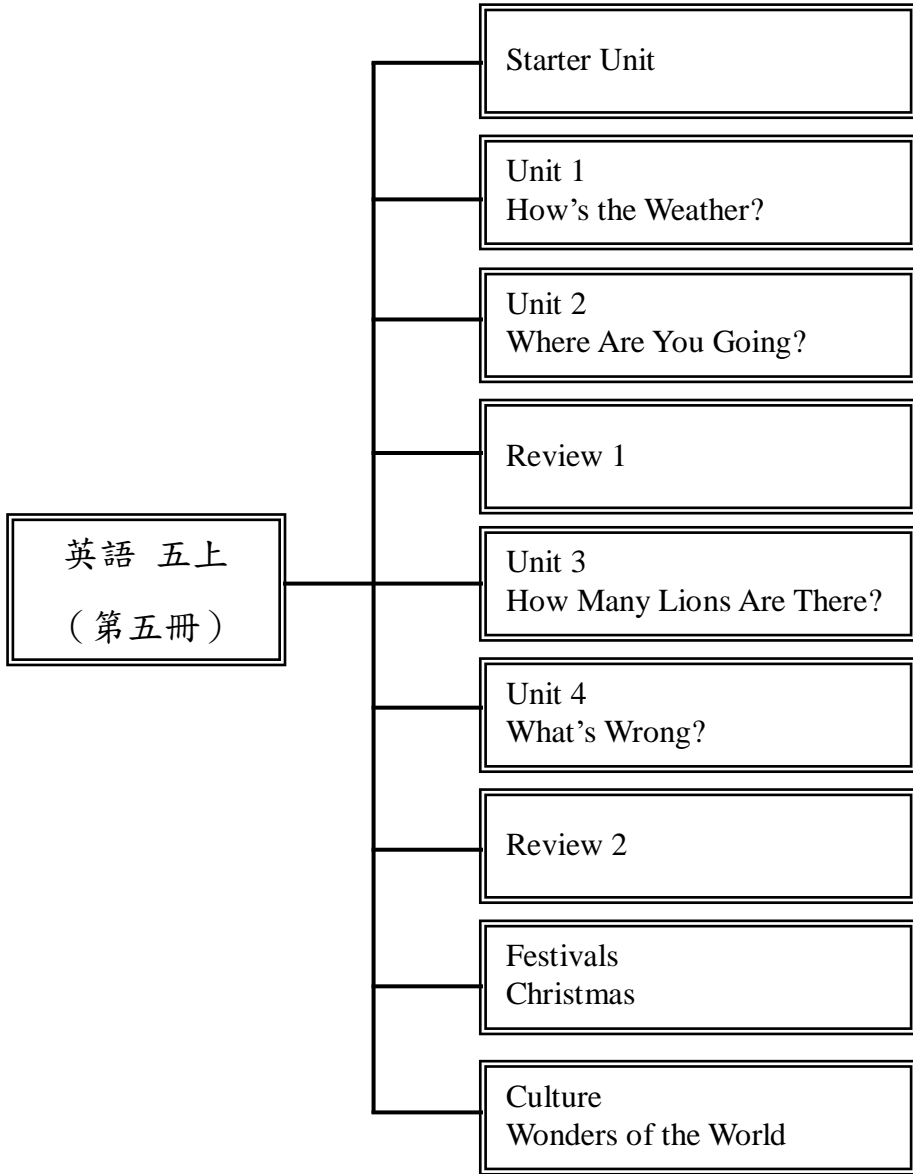 英語 五上
（第五冊）
Starter Unit
Unit 1
How’s the Weather?
Unit 2
Where Are You Going?
Review 1
Unit 3
How Many Lions Are There?
Unit 4
What’s Wrong?
Review 2
Festivals
Christmas
Culture
Wonders of the World